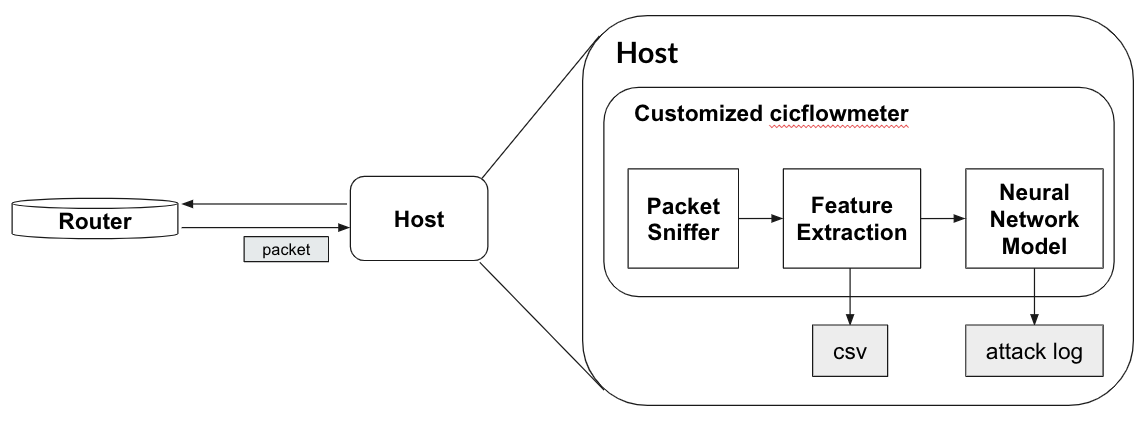 Router
packet
Host
Host
Customized cicflowmeter
Packet
Sniffer
Feature
Extraction
Neural
Network
Model
csv
attack log